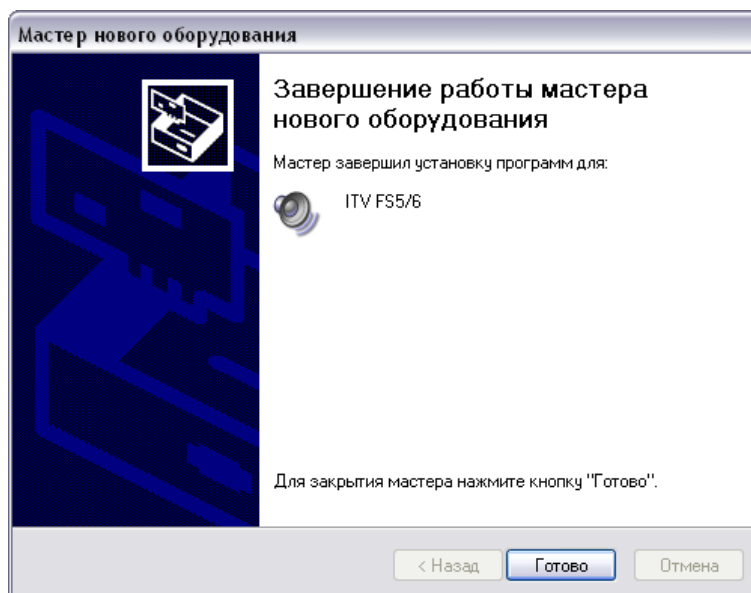 Мастер нового оборудования
Завершение работы мастера
нового оборудования
Мастер завершил установку программ для:
ITV FS5/6
Для закрытия мастера нажмите кнопку "Готово".
< Назад
Готово
Отмена